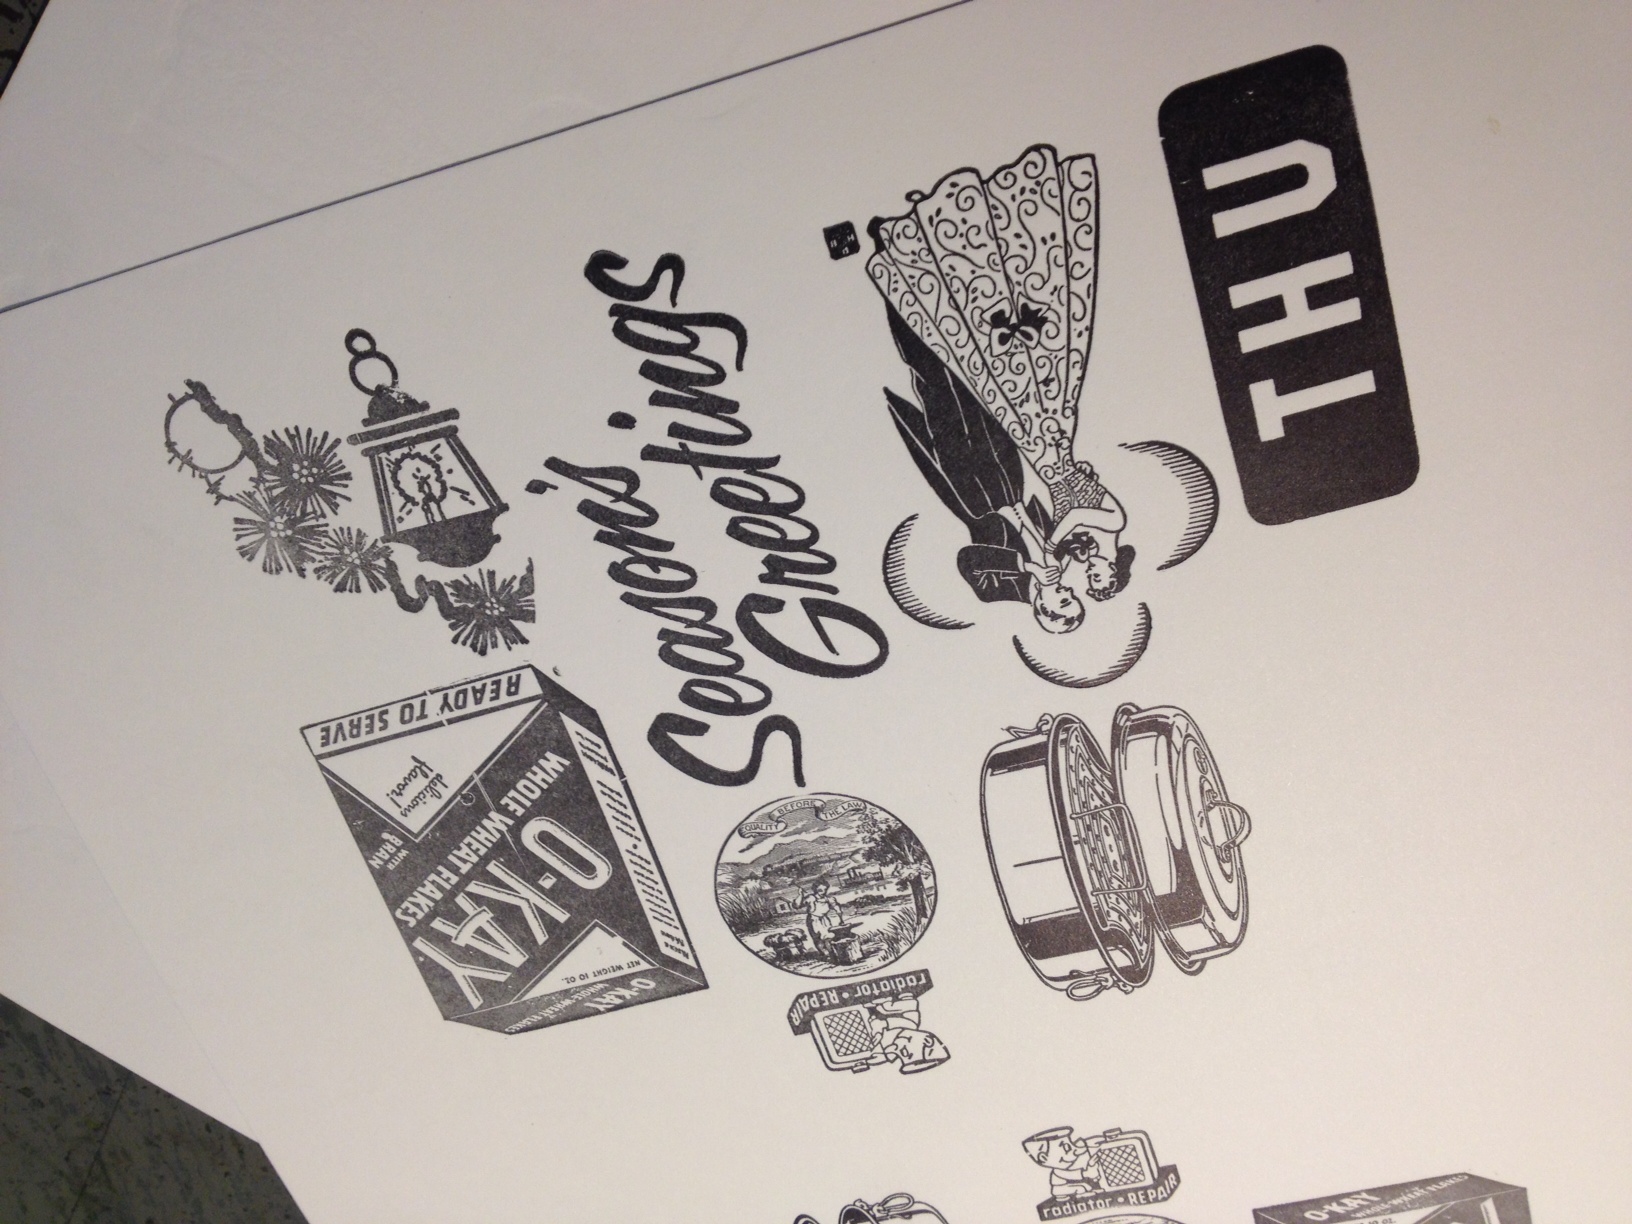 O-KAY
radiator • REPAIR
radiator • REPAIR
O-KAY
WHOLE-WHEAT FLAKES
NET WEIGHT 10 OZ.
O-KAY
WHOLE WHEAT FLAKES
WITH
BRAN
delicious
flavor!
READY TO SERVE
EQUALITY BEFORE THE LAW
Season's
Greetings
THU